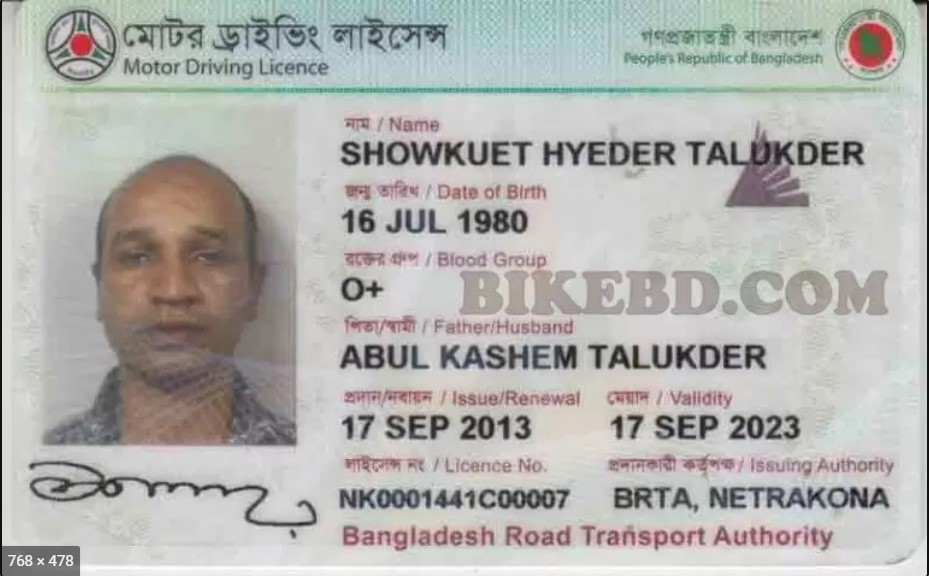 মোটর ড্রাইভিং লাইসেন্স
Motor Driving Licence
গণপ্রজাতন্ত্রী বাংলাদেশ
People's Republic of Bangladesh
নাম / Name
SHOWKUET HYEDER TALUKDER
জন্ম তারিখ / Date of Birth
16 JUL 1980
রক্তের গ্রুপ / Blood Group
O+
BIKEBD.COM
পিতা/স্বামী / Father/Husband
ABUL KASHEM TALUKDER
প্রদান/নবায়ন / Issue/Renewal মেয়াদ / Validity
17 SEP 2013 17 SEP 2023
লাইসেন্স নং / Licence No. প্রদানকারী কর্তৃপক্ষ / Issuing Authority
NK0001441C00007 BRTA, NETRAKONA
Bangladesh Road Transport Authority
768 × 478